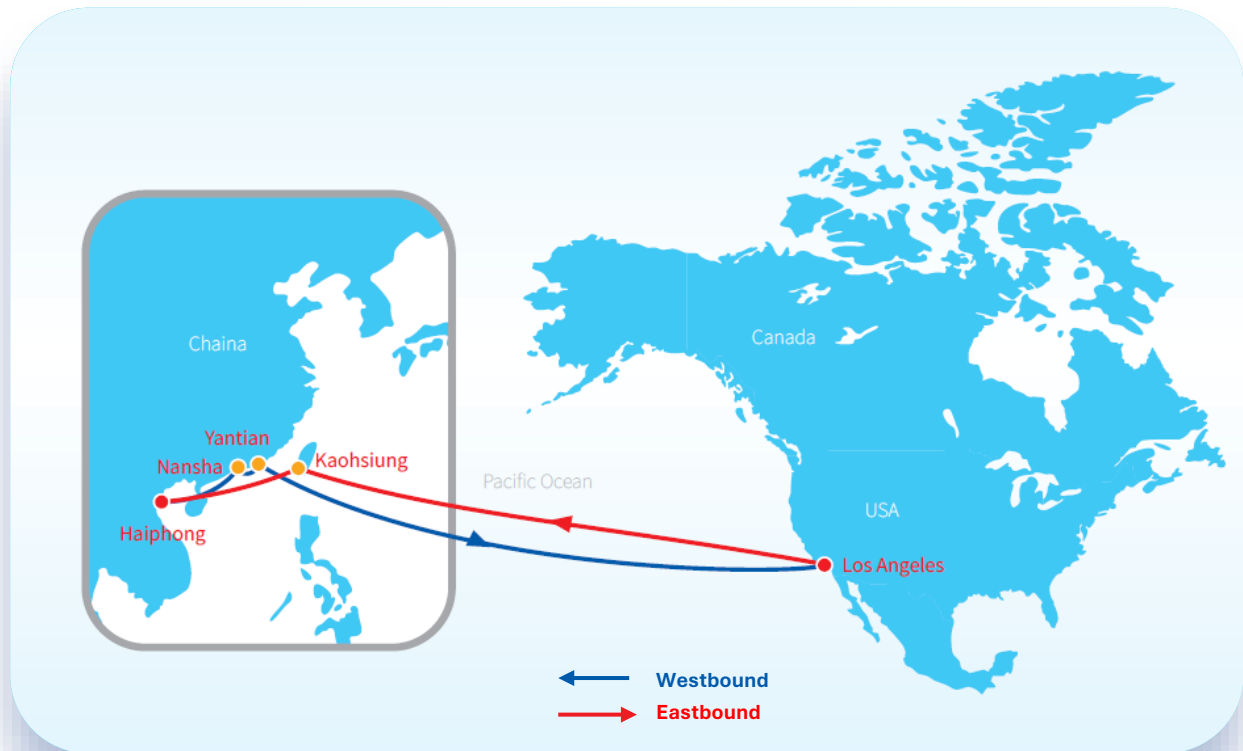 Canada
Chaina
Yantian
Nansha
Kaohsiung
Pacific Ocean
USA
Haiphong
Los Angeles
Westbound
Eastbound